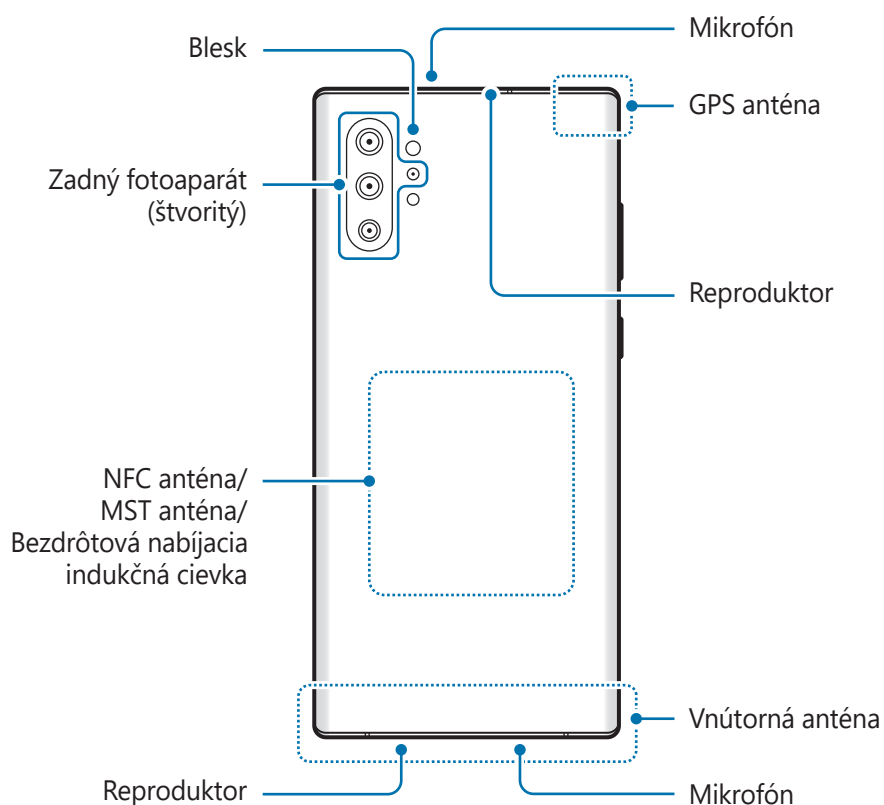 Mikrofón
Blesk
GPS anténa
Zadný fotoaparát
(štvoritý)
Reproduktor
NFC anténa/
MST anténa/
Bezdrôtová nabíjacia
indukčná cievka
Vnútorná anténa
Reproduktor
Mikrofón